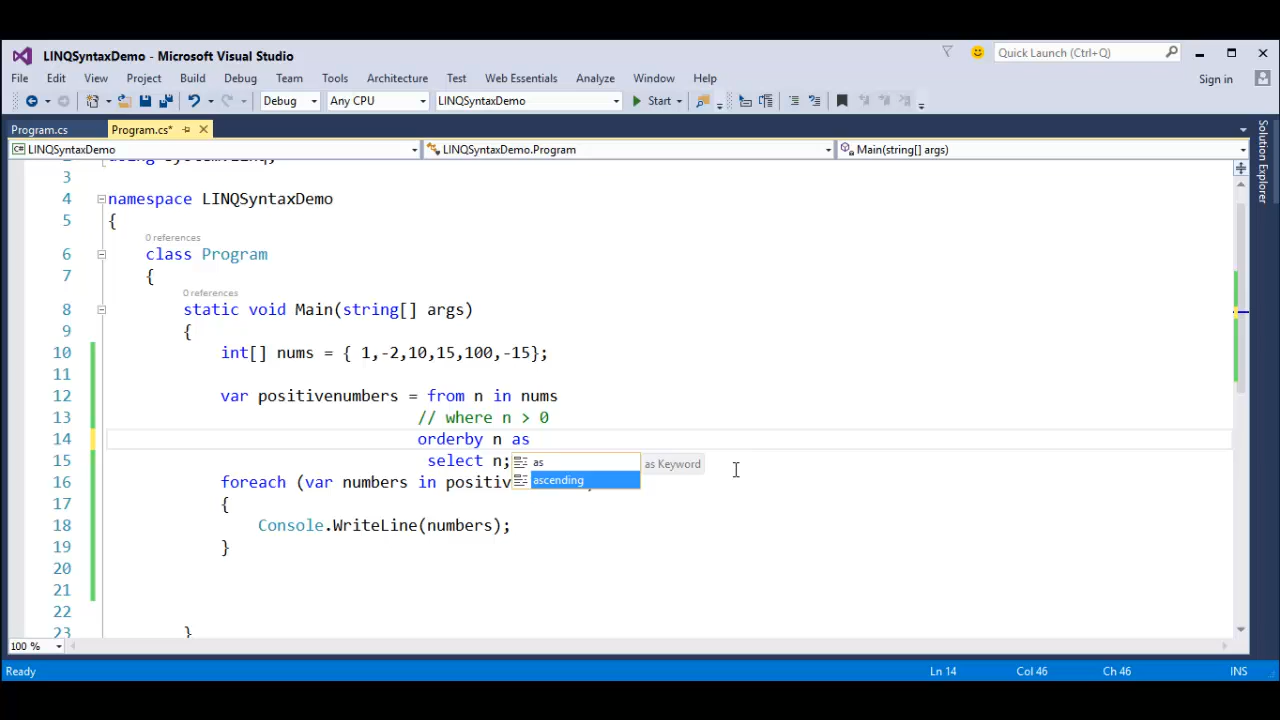 LINQSyntaxDemo - Microsoft Visual Studio
Quick Launch (Ctrl+Q)
File Edit View Project Build Debug Team Tools Architecture Test Web Essentials Analyze Window Help
Sign in
Debug Any CPU LINQSyntaxDemo Start
Program.cs Program.cs*
C# LINQSyntaxDemo LINQSyntaxDemo.Program Main(string[] args)
Solution Explorer
3
4 namespace LINQSyntaxDemo
5 {
0 references
6 class Program
7 {
0 references
8 static void Main(string[] args)
9 {
10 int[] nums = { 1,-2,10,15,100,-15};
11
12 var positivenumbers = from n in nums
13 // where n > 0
14 orderby n as
15 select n;
as
as Keyword
ascending
16 foreach (var numbers in positiv
17 {
18 Console.WriteLine(numbers);
19 }
20
21
22
23 }
100 %
Ready Ln 14 Col 46 Ch 46 INS